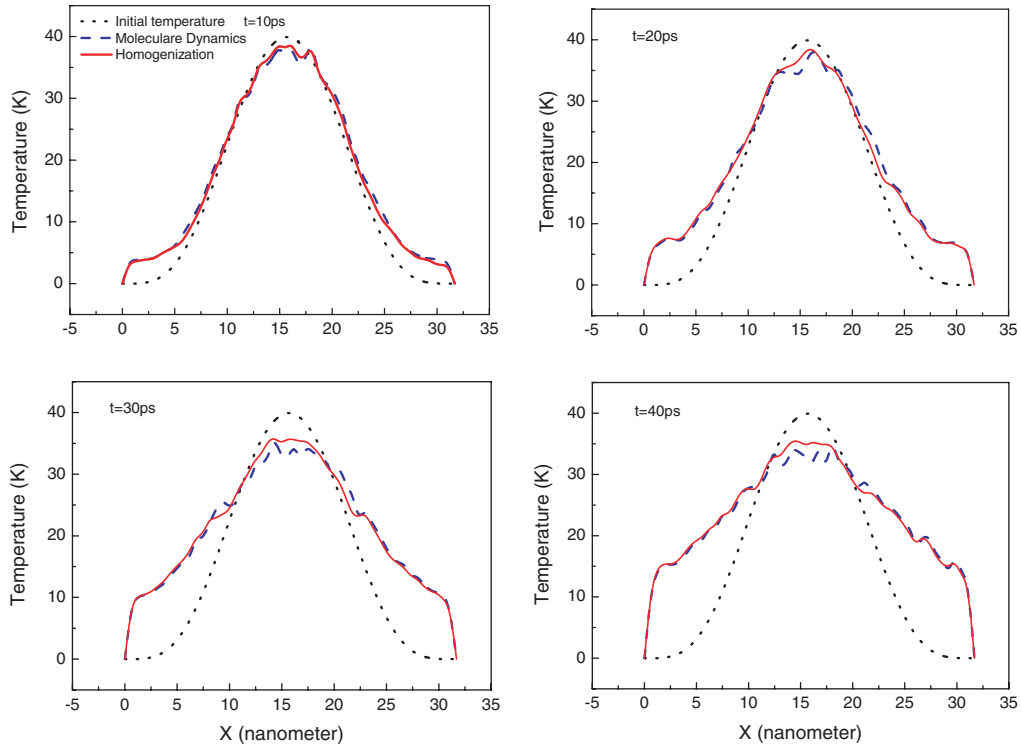 Initial temperature t=10ps
Moleculare Dynamics
Homogenization
40
30
20
10
0
-5 0 5 10 15 20 25 30 35
Temperature (K)
t=20ps
40
30
20
10
0
-5 0 5 10 15 20 25 30 35
Temperature (K)
t=30ps
40
30
20
10
0
-5 0 5 10 15 20 25 30 35
Temperature (K)
X (nanometer)
t=40ps
40
30
20
10
0
-5 0 5 10 15 20 25 30 35
Temperature (K)
X (nanometer)